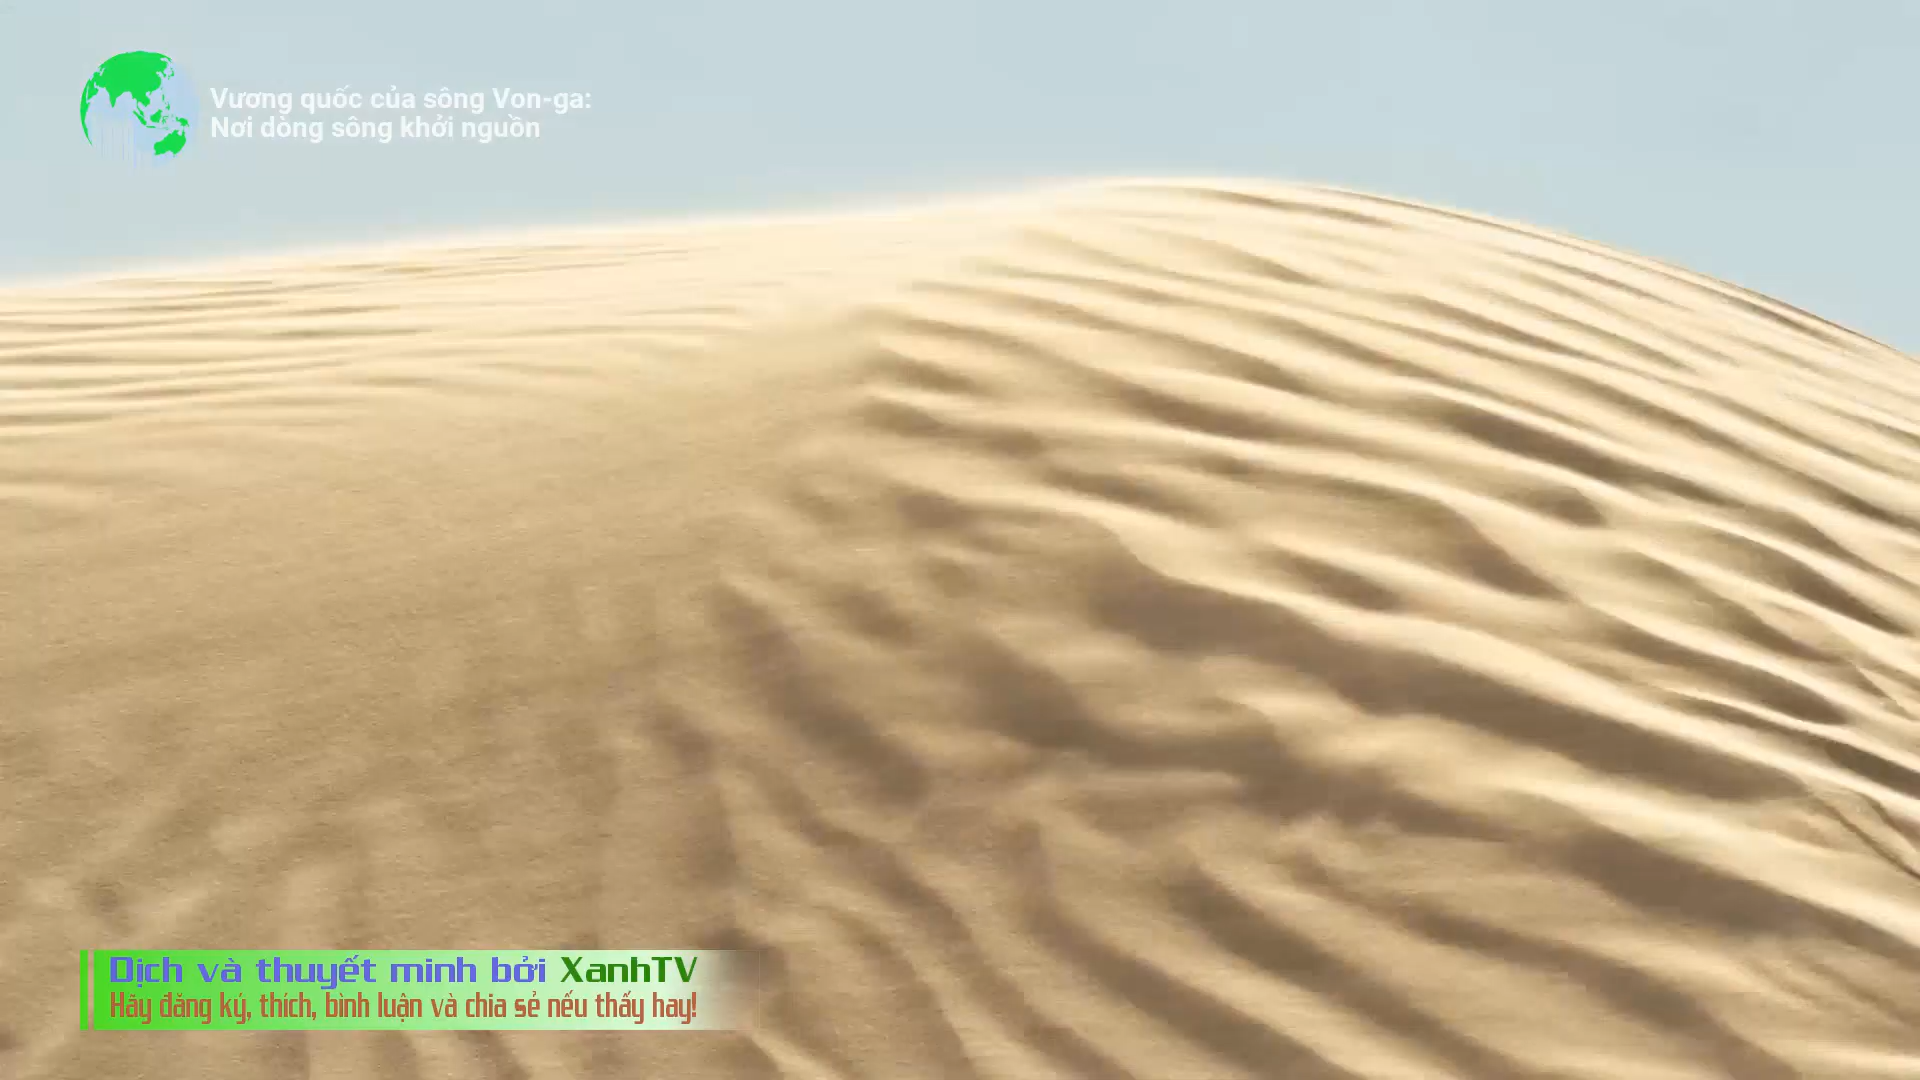 Vương quốc của sông Von-ga:
Nơi dòng sông khởi nguồn
Dịch và thuyết minh bởi XanhTV
Hãy đăng ký, thích, bình luận và chia sẻ nếu thấy hay!